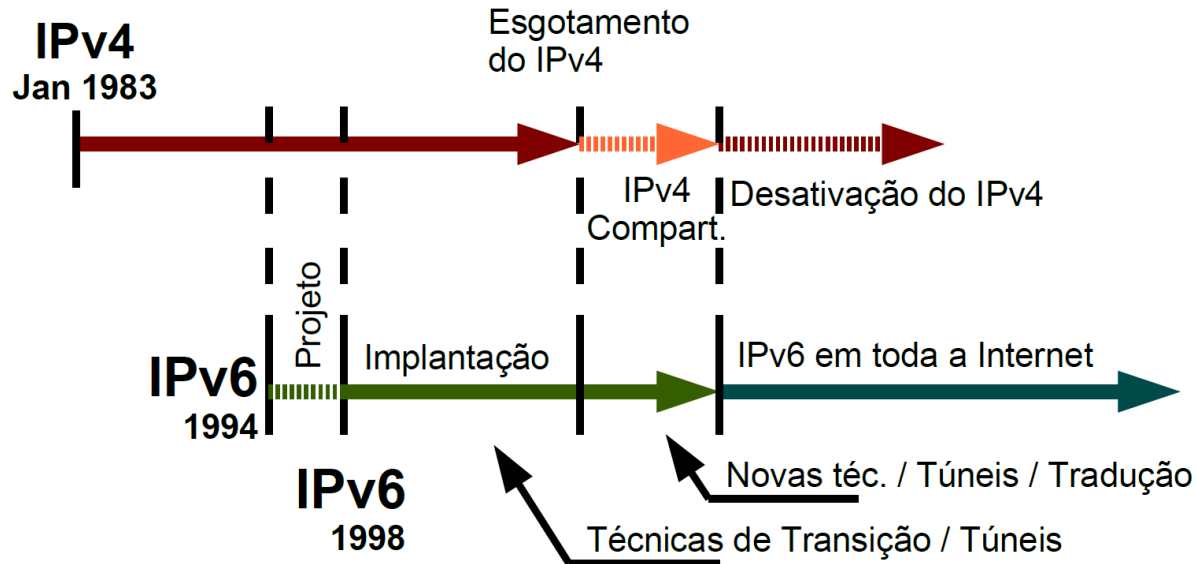 IPv4
Jan 1983
Esgotamento
do IPv4
IPv4
Compart.
Desativação do IPv4
Projeto
Implantação
IPv6 em toda a Internet
IPv6
1994
IPv6
1998
Novas téc. / Túneis / Tradução
Técnicas de Transição / Túneis